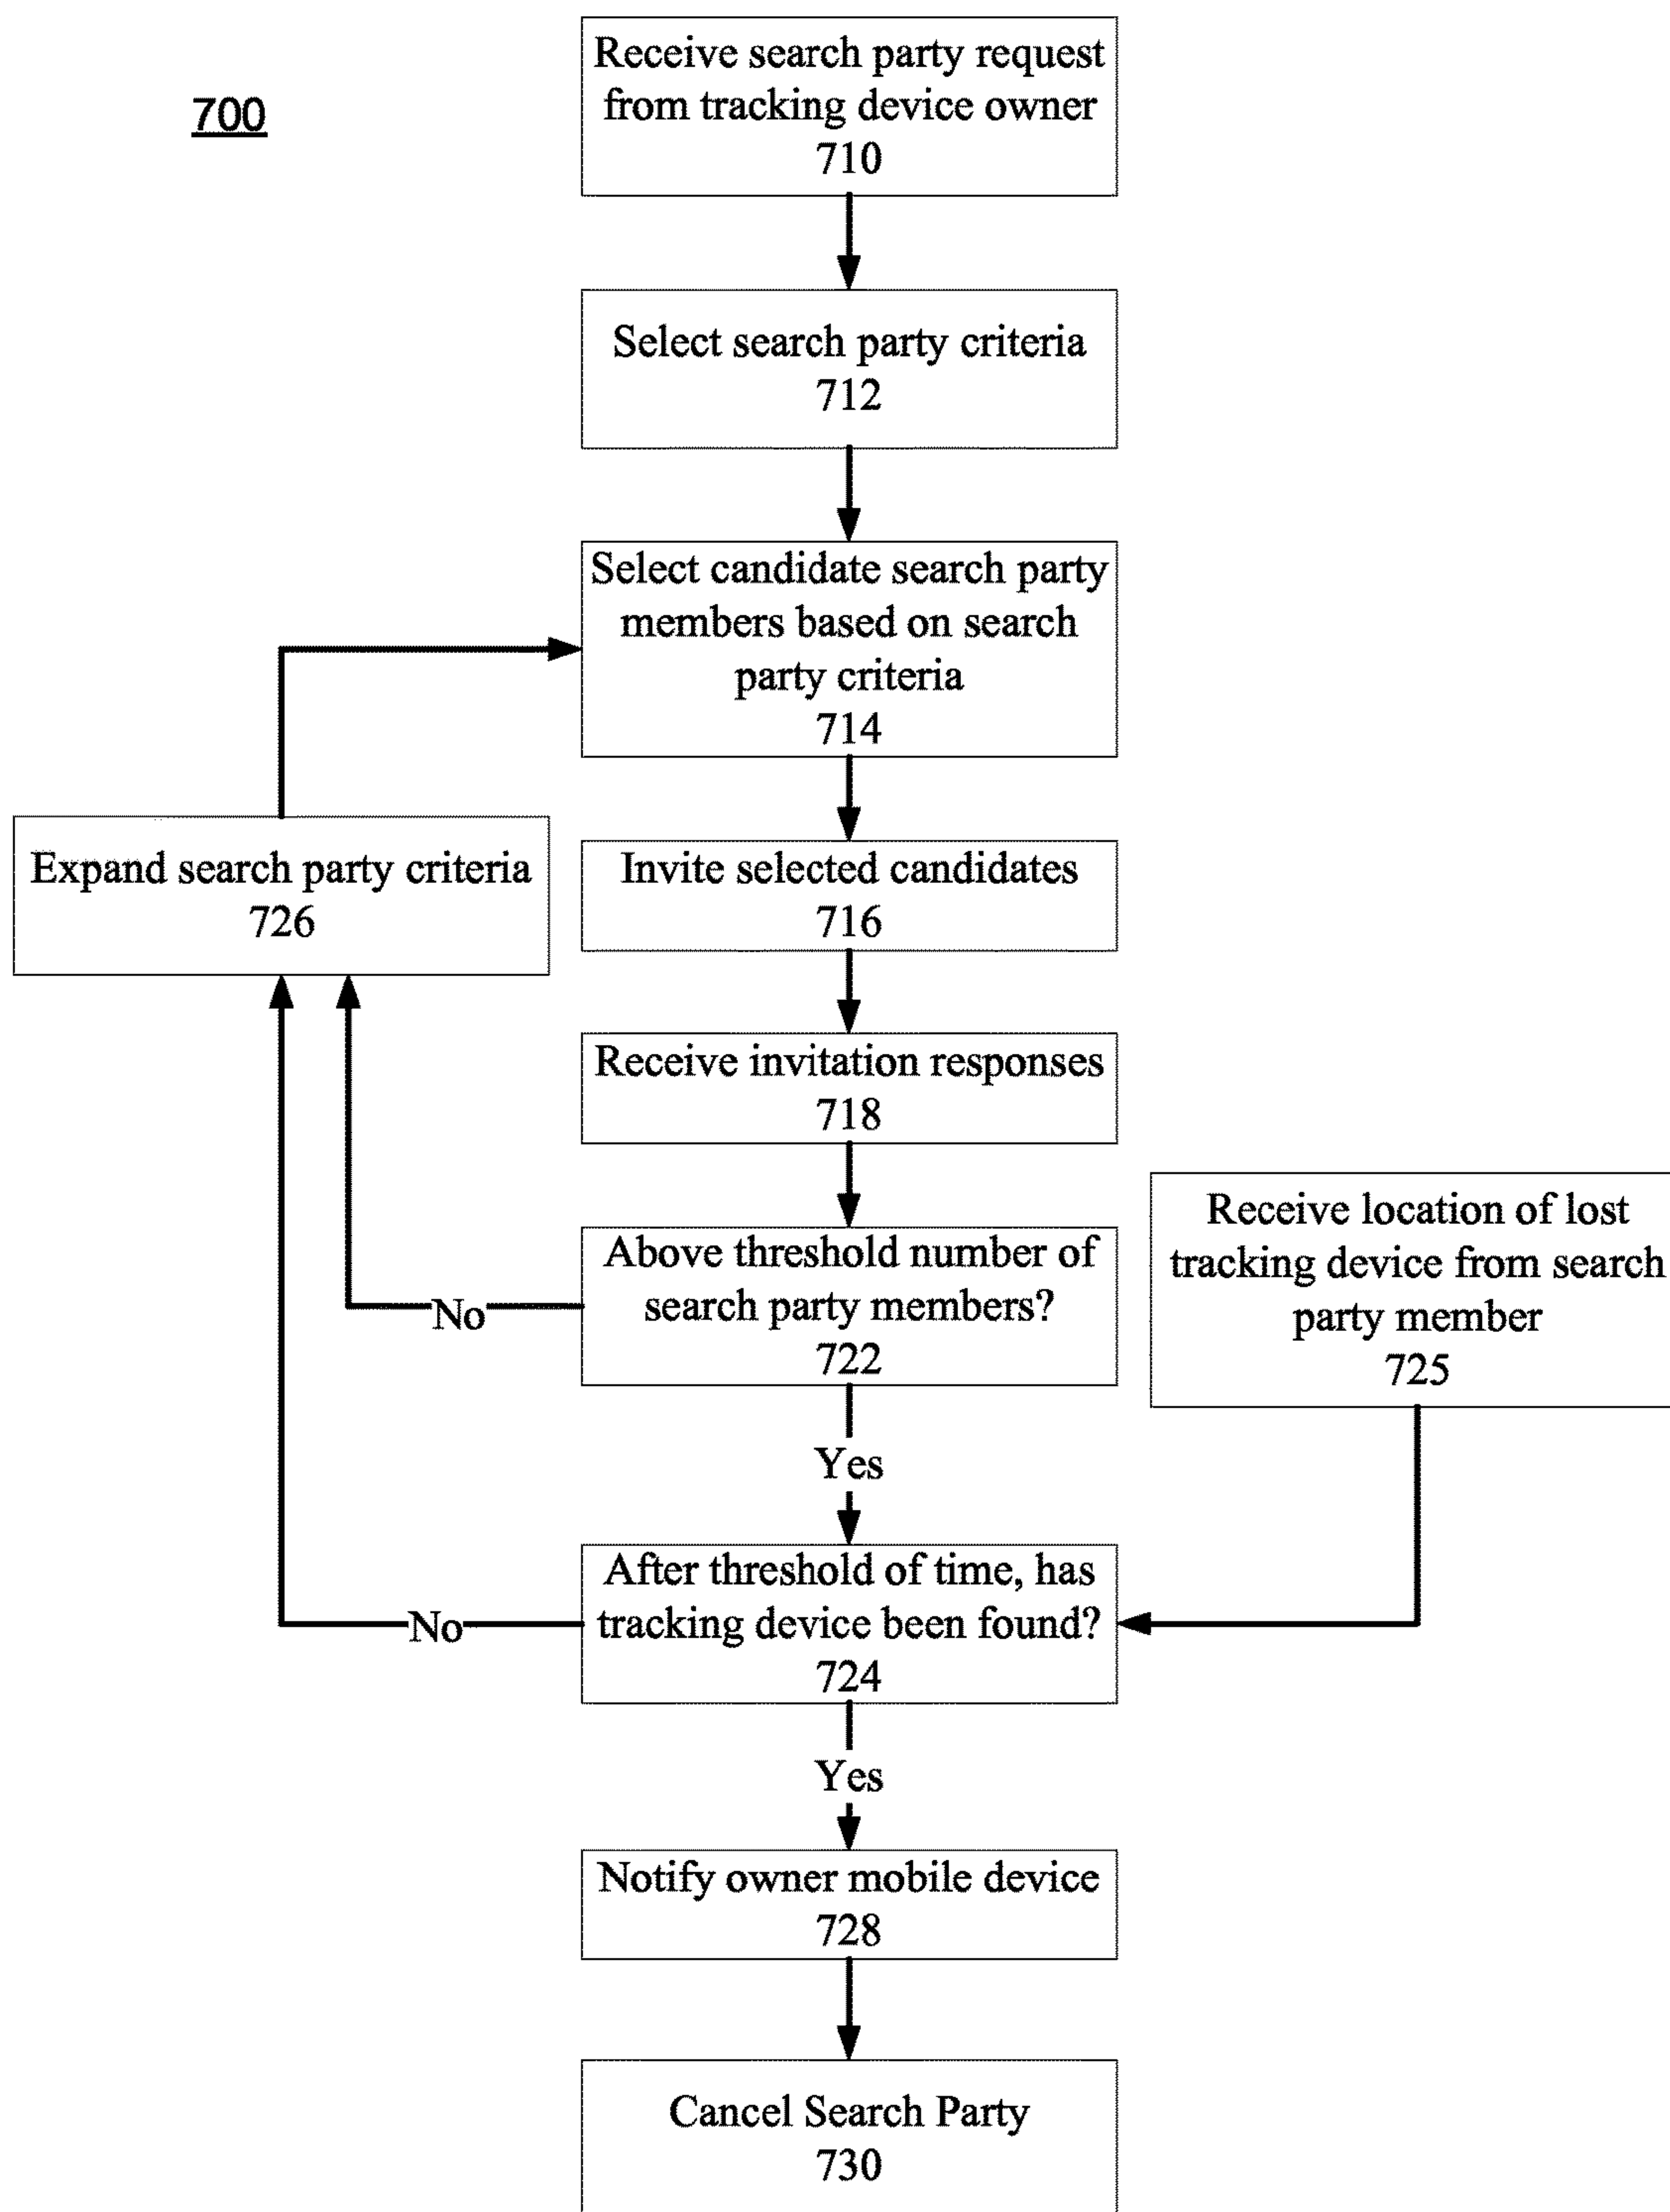 700
Receive search party request
from tracking device owner
710
Select search party criteria
712
Select candidate search party
members based on search
party criteria
714
Expand search party criteria
726
Invite selected candidates
716
Receive invitation responses
718
Above threshold number of
search party members?
722
No
Receive location of lost
tracking device from search
party member
725
Yes
After threshold of time, has
tracking device been found?
724
No
Yes
Notify owner mobile device
728
Cancel Search Party
730